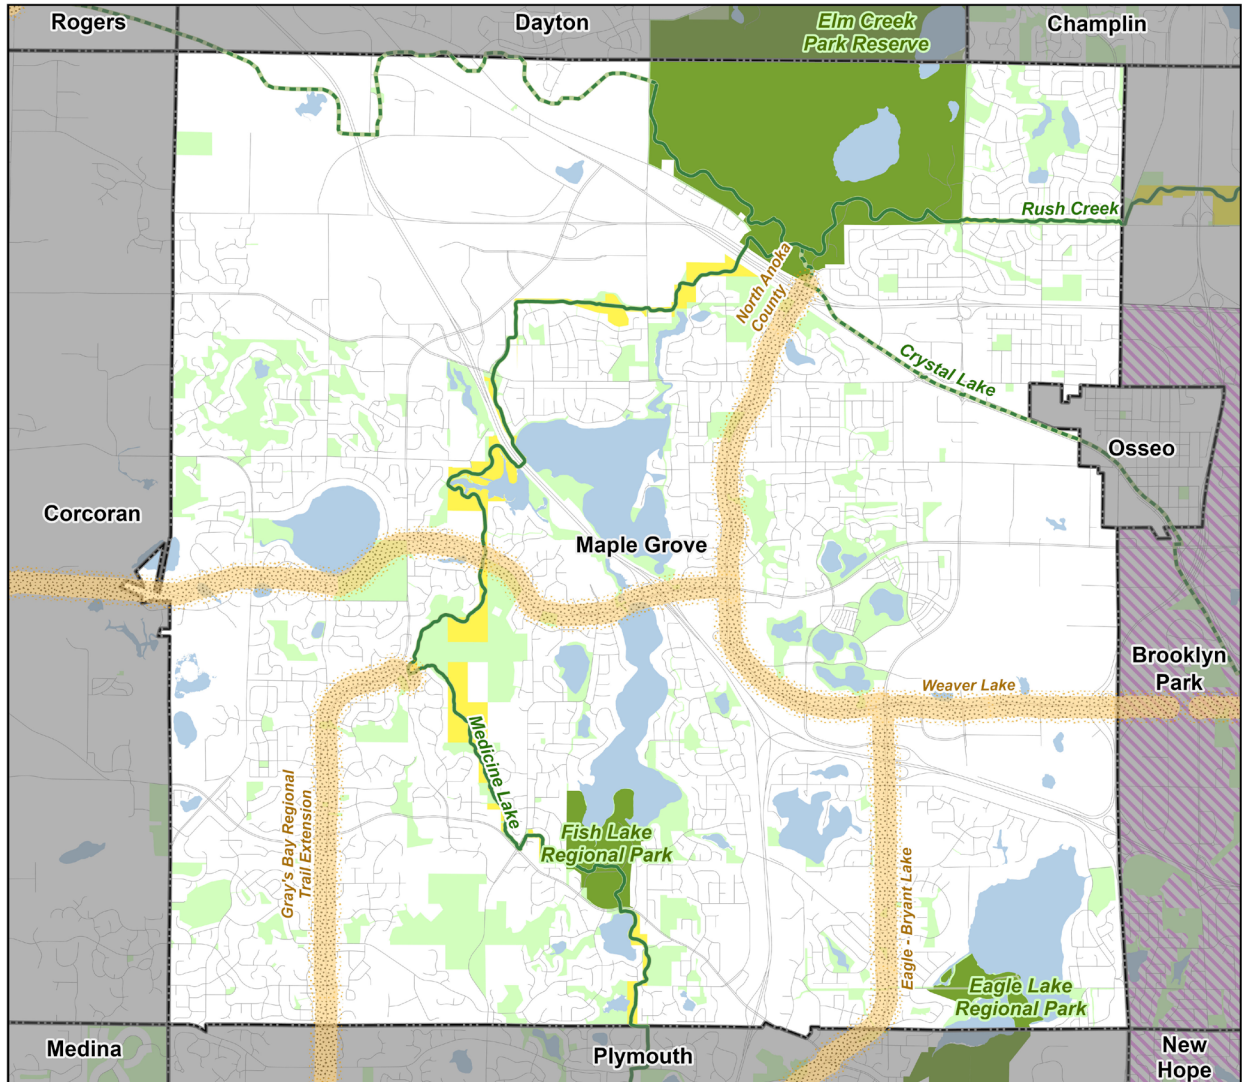 Rogers
Dayton
Elm Creek
Park Reserve
Champlin
Rush Creek
North Anoka
County
Crystal Lake
Osseo
Corcoran
Maple Grove
Brooklyn
Park
Weaver Lake
Medicine Lake
Gray's Bay Regional
Trail Extension
Fish Lake
Regional Park
Eagle - Bryant Lake
Eagle Lake
Regional Park
Medina
Plymouth
New
Hope